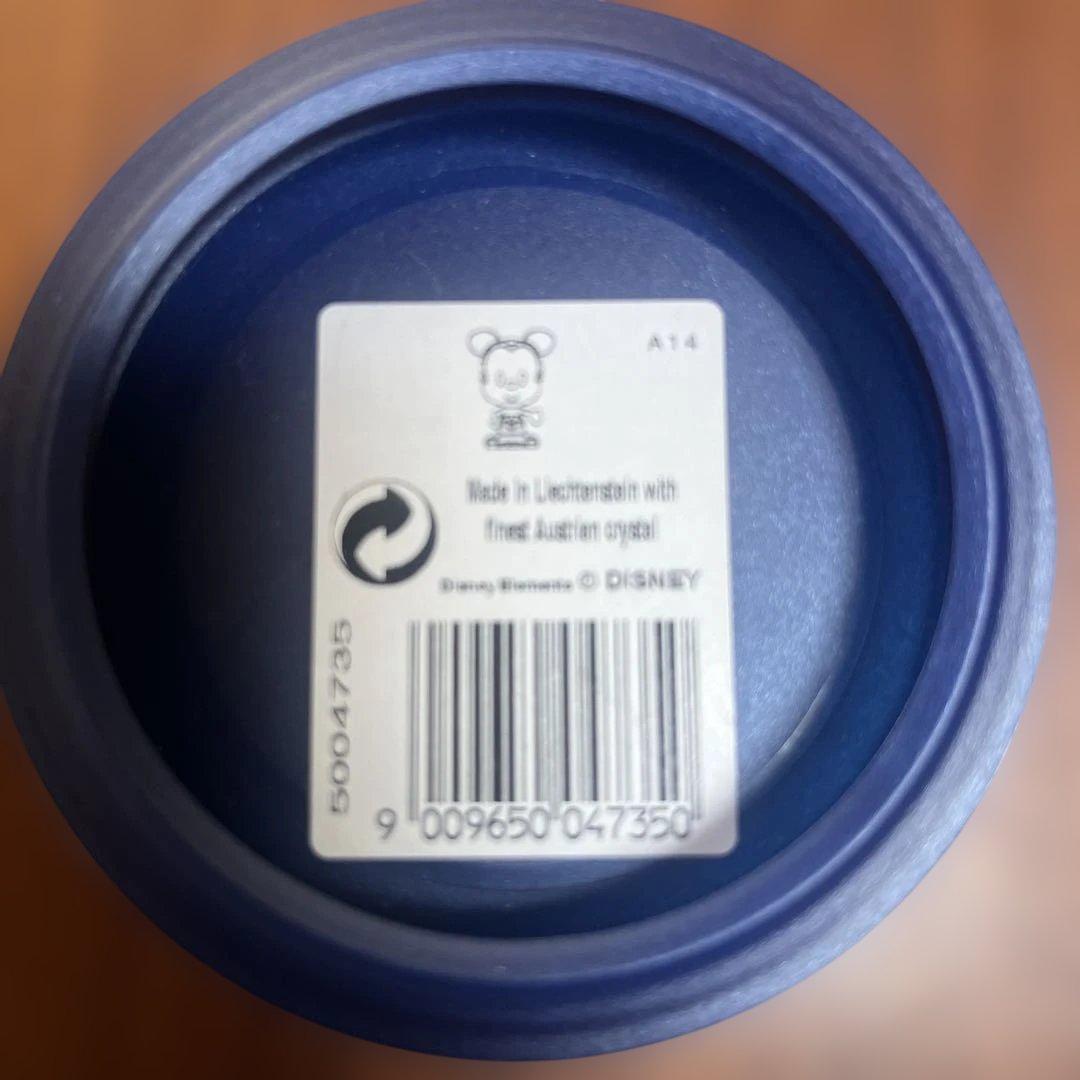 A14
Made in Liechtenstein with
finest Austrian crystal
Disney Elements © DISNEY
5004735
9 009650 047350